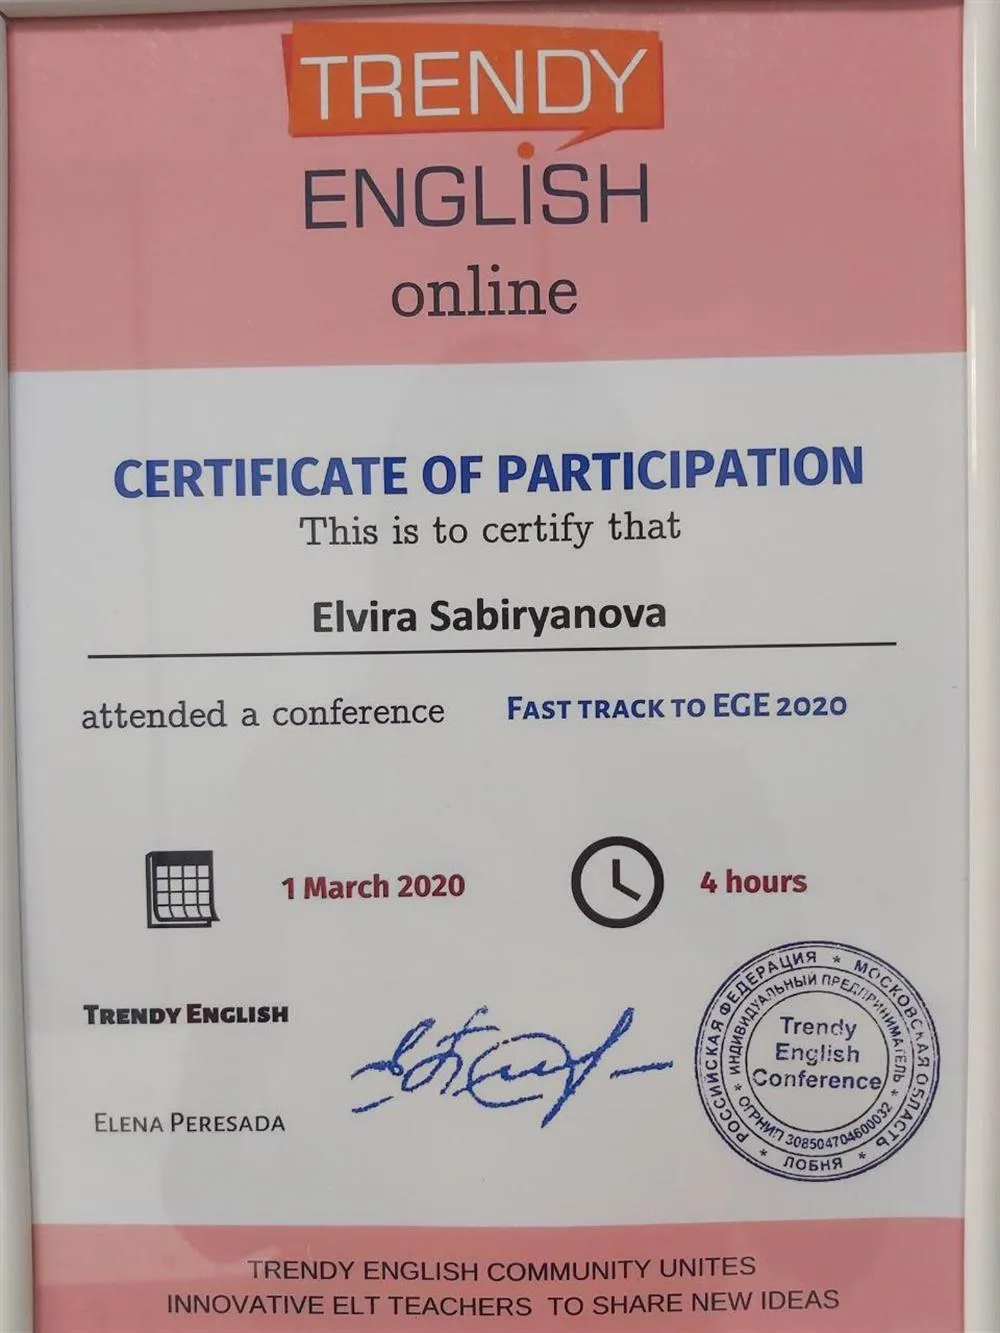 TRENDY
ENGLISH
online
CERTIFICATE OF PARTICIPATION
This is to certify that
Elvira Sabiryanova
attended a conference FAST TRACK TO EGE 2020
1 March 2020 4 hours
TRENDY ENGLISH
ELENA PERESADA
РОССИЙСКАЯ ФЕДЕРАЦИЯ * МОСКОВСКАЯ ОБЛАСТЬ * ЛОБНЯ *
ИНДИВИДУАЛЬНЫЙ ПРЕДПРИНИМАТЕЛЬ * ОГРНИП 308504704600032 *
Trendy
English
Conference
TRENDY ENGLISH COMMUNITY UNITES
INNOVATIVE ELT TEACHERS TO SHARE NEW IDEAS